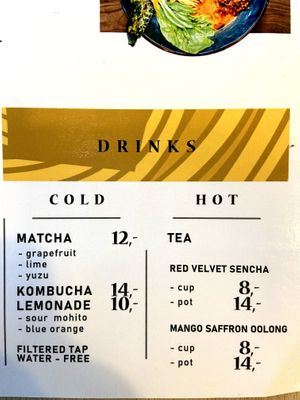 DRINKS
COLD
MATCHA 12,-
- grapefruit
- lime
- yuzu
KOMBUCHA 14,-
LEMONADE 10,-
- sour mohito
- blue orange
FILTERED TAP
WATER - FREE
HOT
TEA
RED VELVET SENCHA
- cup 8,-
- pot 14,-
MANGO SAFFRON OOLONG
- cup 8,-
- pot 14,-